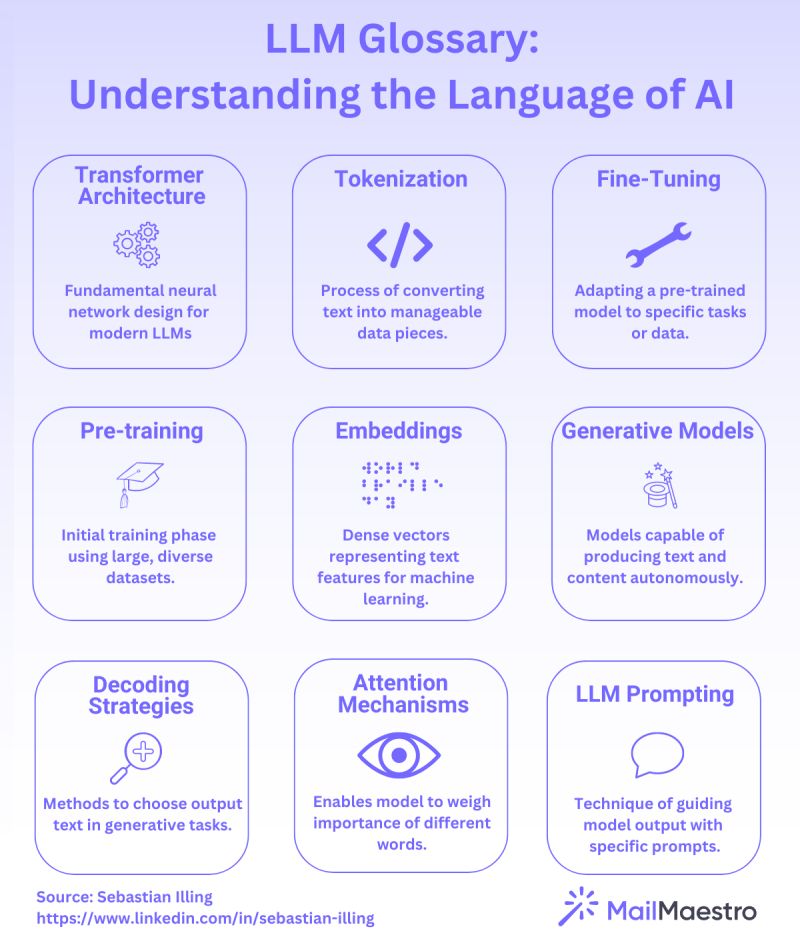 LLM Glossary:
Understanding the Language of AI
Transformer
Architecture
Fundamental neural
network design for
modern LLMs
Tokenization
</>
Process of converting
text into manageable
data pieces.
Fine-Tuning
Adapting a pre-trained
model to specific tasks
or data.
Pre-training
Initial training phase
using large, diverse
datasets.
Embeddings
Dense vectors
representing text
features for machine
learning.
Generative Models
Models capable of
producing text and
content autonomously.
Decoding
Strategies
Methods to choose output
text in generative tasks.
Attention
Mechanisms
Enables model to weigh
importance of different
words.
LLM Prompting
Technique of guiding
model output with
specific prompts.
Source: Sebastian Illing
https://www.linkedin.com/in/sebastian-illing
MailMaestro